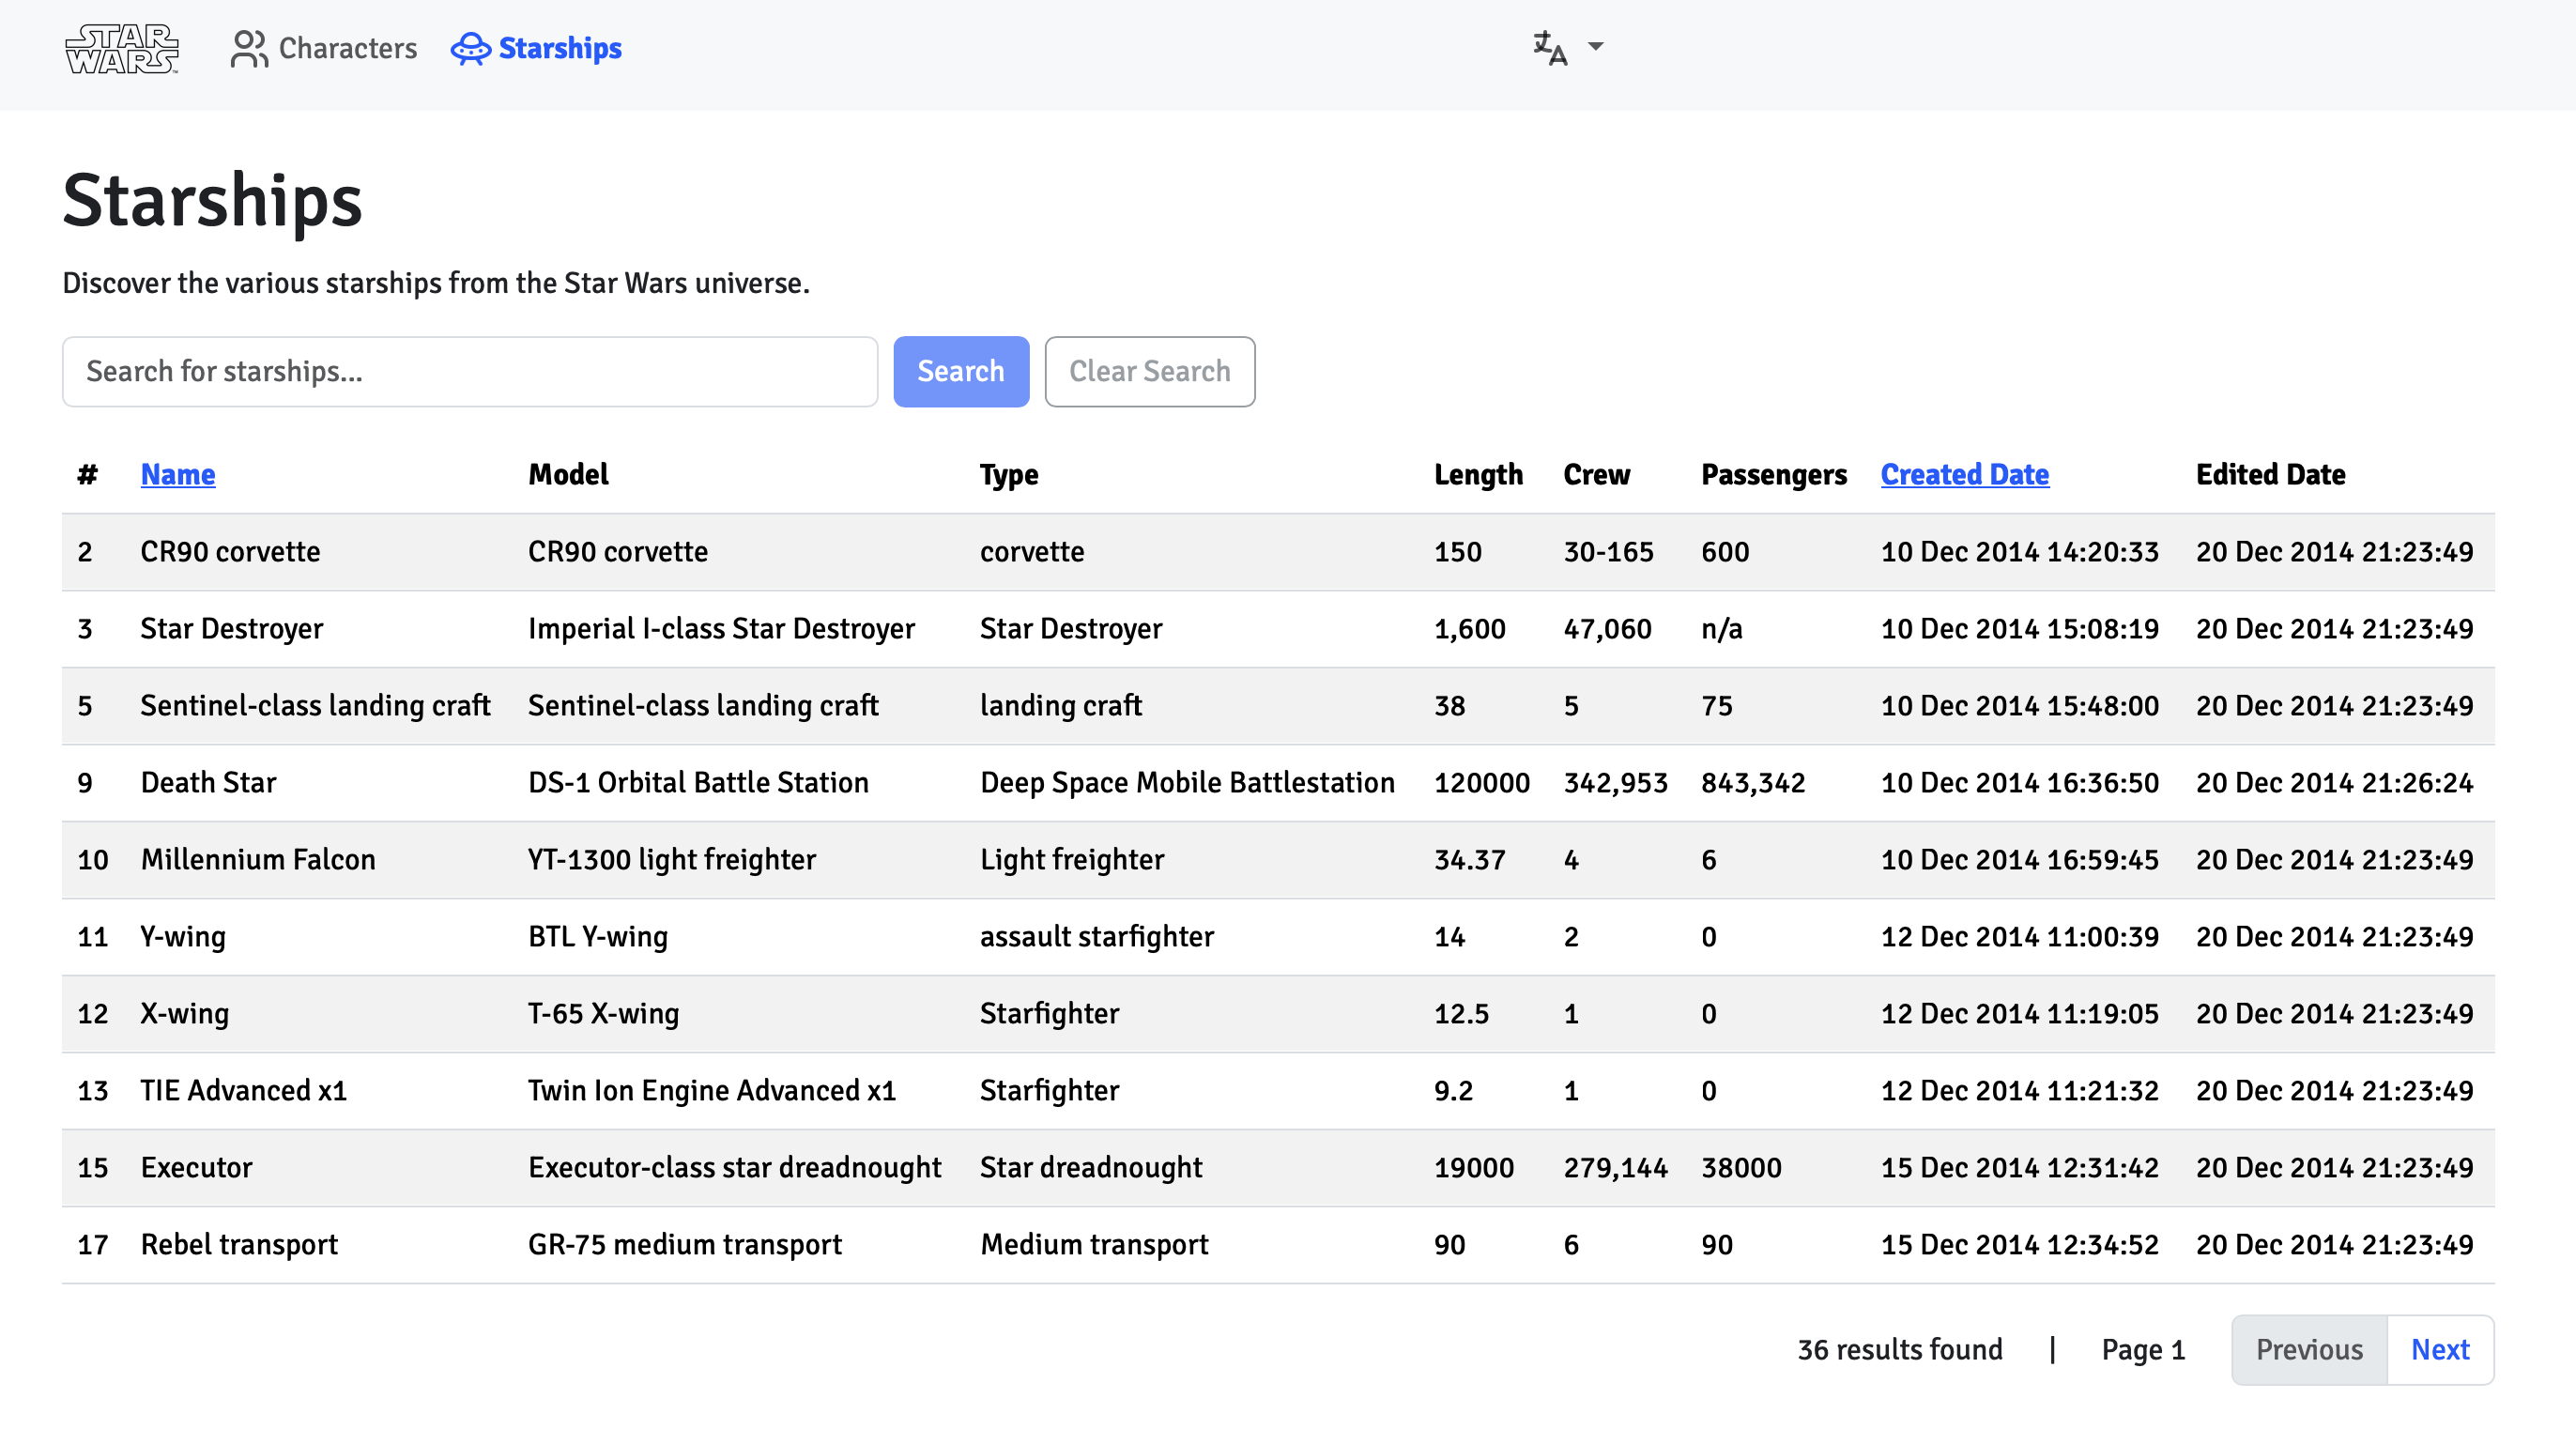 STAR WARS™ Characters Starships
Starships
Discover the various starships from the Star Wars universe.
Search for starships... Search Clear Search
# Name Model Type Length Crew Passengers Created Date Edited Date
2 CR90 corvette CR90 corvette corvette 150 30-165 600 10 Dec 2014 14:20:33 20 Dec 2014 21:23:49
3 Star Destroyer Imperial I-class Star Destroyer Star Destroyer 1,600 47,060 n/a 10 Dec 2014 15:08:19 20 Dec 2014 21:23:49
5 Sentinel-class landing craft Sentinel-class landing craft landing craft 38 5 75 10 Dec 2014 15:48:00 20 Dec 2014 21:23:49
9 Death Star DS-1 Orbital Battle Station Deep Space Mobile Battlestation 120000 342,953 843,342 10 Dec 2014 16:36:50 20 Dec 2014 21:26:24
10 Millennium Falcon YT-1300 light freighter Light freighter 34.37 4 6 10 Dec 2014 16:59:45 20 Dec 2014 21:23:49
11 Y-wing BTL Y-wing assault starfighter 14 2 0 12 Dec 2014 11:00:39 20 Dec 2014 21:23:49
12 X-wing T-65 X-wing Starfighter 12.5 1 0 12 Dec 2014 11:19:05 20 Dec 2014 21:23:49
13 TIE Advanced x1 Twin Ion Engine Advanced x1 Starfighter 9.2 1 0 12 Dec 2014 11:21:32 20 Dec 2014 21:23:49
15 Executor Executor-class star dreadnought Star dreadnought 19000 279,144 38000 15 Dec 2014 12:31:42 20 Dec 2014 21:23:49
17 Rebel transport GR-75 medium transport Medium transport 90 6 90 15 Dec 2014 12:34:52 20 Dec 2014 21:23:49
36 results found | Page 1 Previous Next